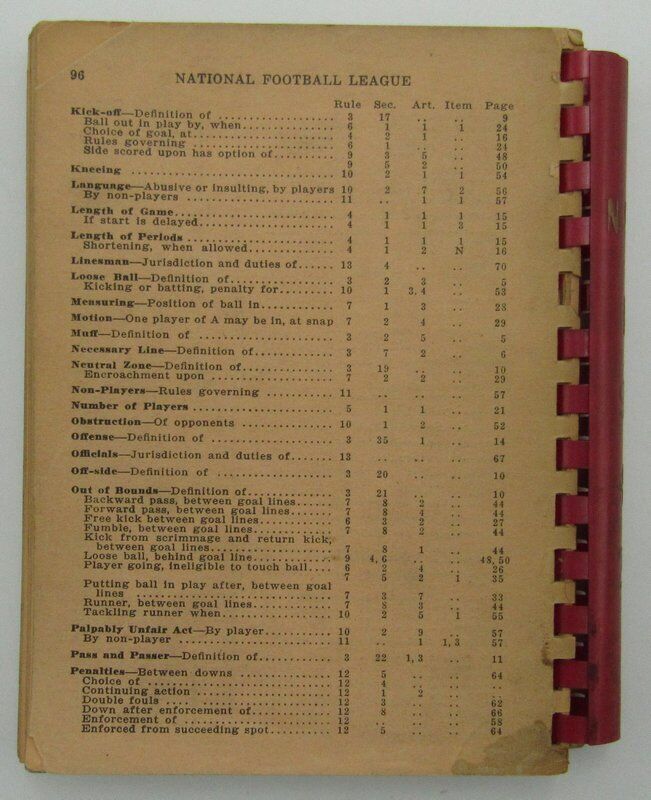 96
NATIONAL FOOTBALL LEAGUE
Rule Sec. Art. Item Page
Kick-off—Definition of .................. 3 17 .. .. 9
Ball out in play by, when.............. 6 1 1 1 24
Choice of goal, at...................... 4 2 1 .. 16
Rules governing ....................... 6 1 .. .. 24
Side scored upon has option of......... 9 3 5 .. 48
9 5 2 .. 50
Kneeing ................................ 10 2 1 1 54
Language—Abusive or insulting, by players 10 2 7 2 56
By non-players ......................... 11 .. 1 1 57
Length of Game......................... 4 1 1 1 15
If start is delayed..................... 4 1 1 3 15
Length of Periods ...................... 4 1 1 1 15
Shortening, when allowed............... 4 1 2 N 16
Linesman—Jurisdiction and duties of...... 13 4 .. .. 70
Loose Ball—Definition of................. 3 2 3 .. 5
Kicking or batting, penalty for......... 10 1 3, 4 .. 53
Measuring—Position of ball in............ 7 1 3 .. 28
Motion—One player of A may be in, at snap 7 2 4 .. 29
Muff—Definition of ..................... 3 2 5 .. 5
Necessary Line—Definition of............. 3 7 2 .. 6
Neutral Zone—Definition of............... 3 19 .. .. 10
Encroachment upon ..................... 7 2 2 .. 29
Non-Players—Rules governing ............ 11 .. .. .. 57
Number of Players ...................... 5 1 1 .. 21
Obstruction—Of opponents ............... 10 1 2 .. 52
Offense—Definition of ................... 3 35 1 .. 14
Officials—Jurisdiction and duties of....... 13 .. .. .. 67
Off-side—Definition of ................... 3 20 .. .. 10
Out of Bounds—Definition of.............. 3 21 .. .. 10
Backward pass, between goal lines....... 7 8 2 .. 44
Forward pass, between goal lines........ 7 8 4 .. 44
Free kick between goal lines............ 6 3 2 .. 27
Fumble, between goal lines............. 7 8 2 .. 44
Kick from scrimmage and return kick,
between goal lines.................... 7 8 1 .. 44
Loose ball, behind goal line............. 9 4, 6 .. .. 48, 50
Player going, ineligible to touch ball.... 6 2 4 .. 26
7 5 2 1 35
Putting ball in play after, between goal
lines ................................ 7 3 7 .. 33
Runner, between goal lines.............. 7 8 3 .. 44
Tackling runner when................... 10 2 5 1 55
Palpably Unfair Act—By player........... 10 2 9 .. 57
By non-player ......................... 11 .. 1 1, 3 57
Pass and Passer—Definition of............ 3 22 1, 3 .. 11
Penalties—Between downs ............... 12 5 .. .. 64
Choice of .............................. 12 4 .. .. ..
Continuing action ...................... 12 1 2 ..
Double fouls .... ...................... 12 3 .. .. 62
Down after enforcement of.............. 12 8 .. .. 66
Enforcement of ........................ 12 .. .. .. 58
Enforced from succeeding spot.......... 12 5 .. .. 64